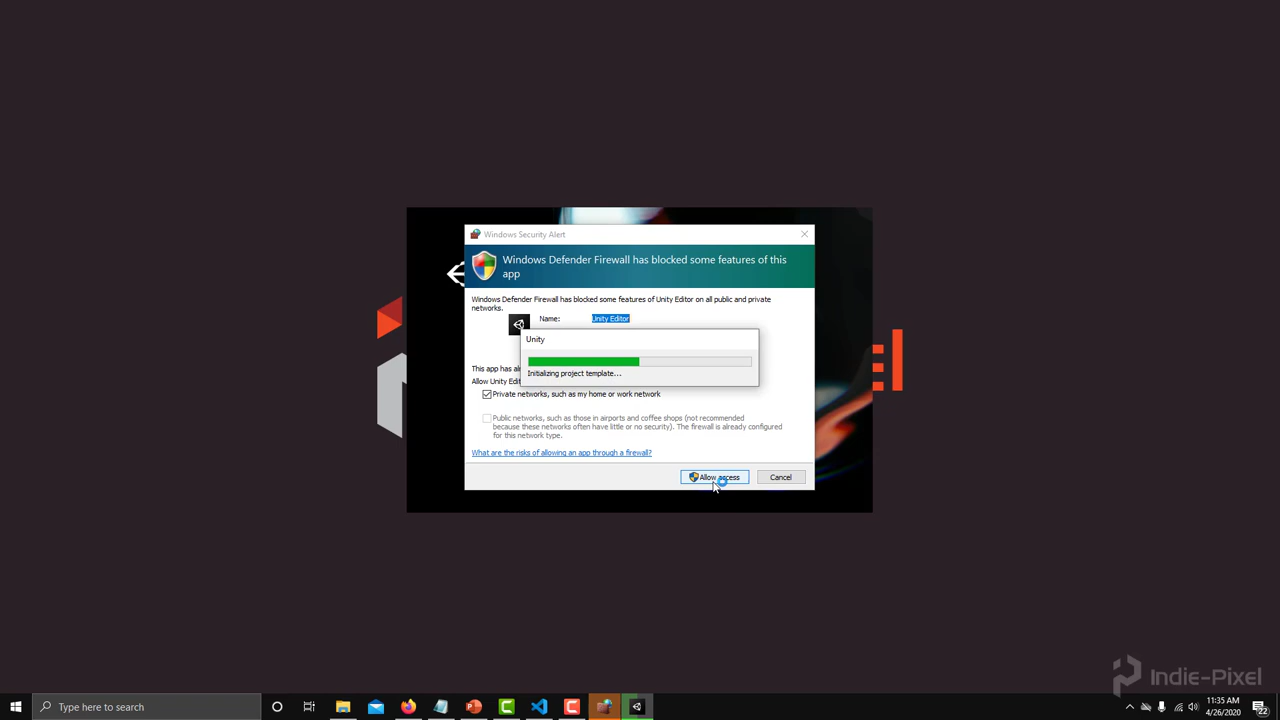 Windows Security Alert
Windows Defender Firewall has blocked some features of this
app
Windows Defender Firewall has blocked some features of Unity Editor on all public and private
networks.
Name: Unity Editor
Unity
Initializing project template...
This app has al
Allow Unity Edi
Private networks, such as my home or work network
Public networks, such as those in airports and coffee shops (not recommended
because these networks often have little or no security). The firewall is already configured
for this network type.
What are the risks of allowing an app through a firewall?
Allow access
Cancel
Indie-Pixel
Type here to search
11:35 AM
4/26/2020